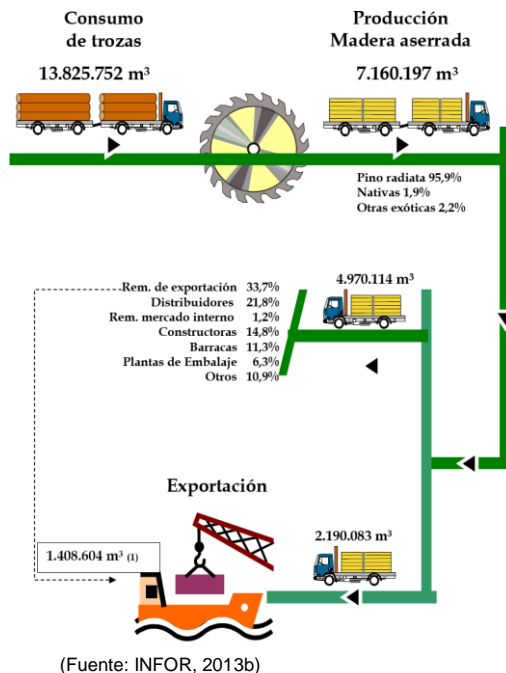 Consumo
de trozas
13.825.752 m³
Producción
Madera aserrada
7.160.197 m³
Pino radiata 95,9%
Nativas 1,9%
Otras exóticas 2,2%
4.970.114 m³
Rem. de exportación 33,7%
Distribuidores 21,8%
Rem. mercado interno 1,2%
Constructoras 14,8%
Barracas 11,3%
Plantas de Embalaje 6,3%
Otros 10,9%
Exportación
2.190.083 m³
1.408.604 m³ (1)
(Fuente: INFOR, 2013b)